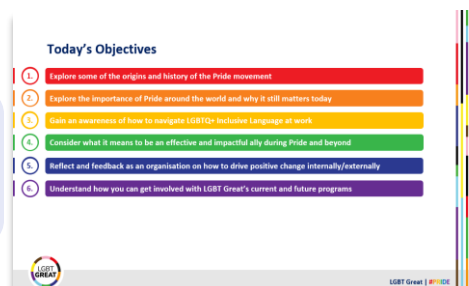 Today's Objectives
1. Explore some of the origins and history of the Pride movement
2. Explore the importance of Pride around the world and why it still matters today
3. Gain an awareness of how to navigate LGBTQ+ Inclusive Language at work
4. Consider what it means to be an effective and impactful ally during Pride and beyond
5. Reflect and feedback as an organisation on how to drive positive change internally/externally
6. Understand how you can get involved with LGBT Great's current and future programs
LGBT
GREAT
LGBT Great | #PRIDE